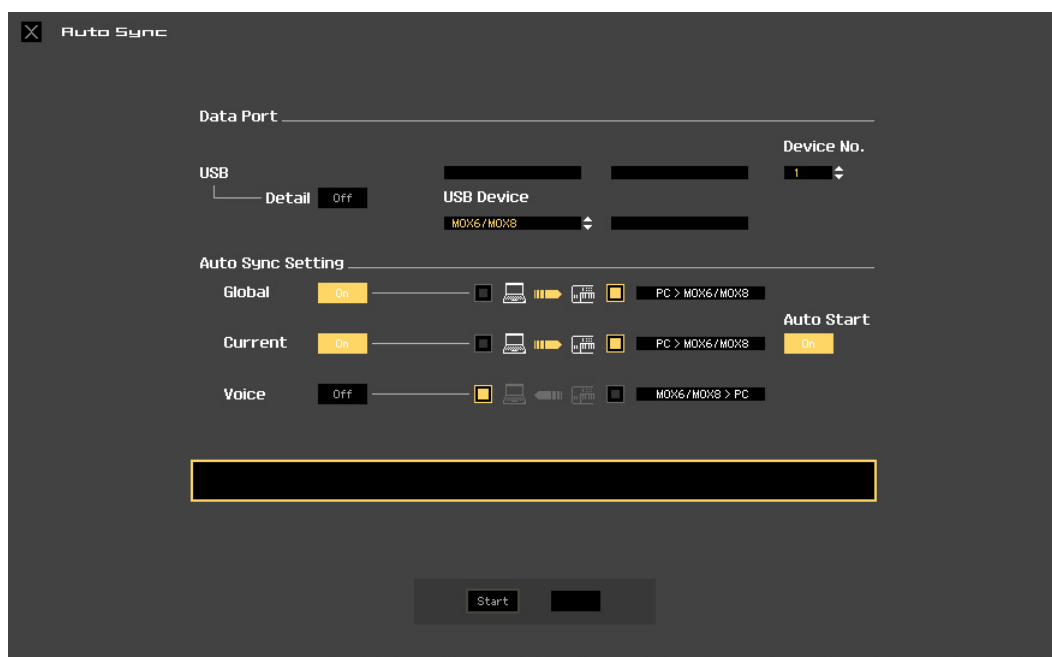 Auto Sync
Data Port
Device No.
USB
1
Detail Off
USB Device
MOX6/MOX8
Auto Sync Setting
Global On PC > MOX6/MOX8
Auto Start
Current On PC > MOX6/MOX8 On
Voice Off MOX6/MOX8 > PC
Start